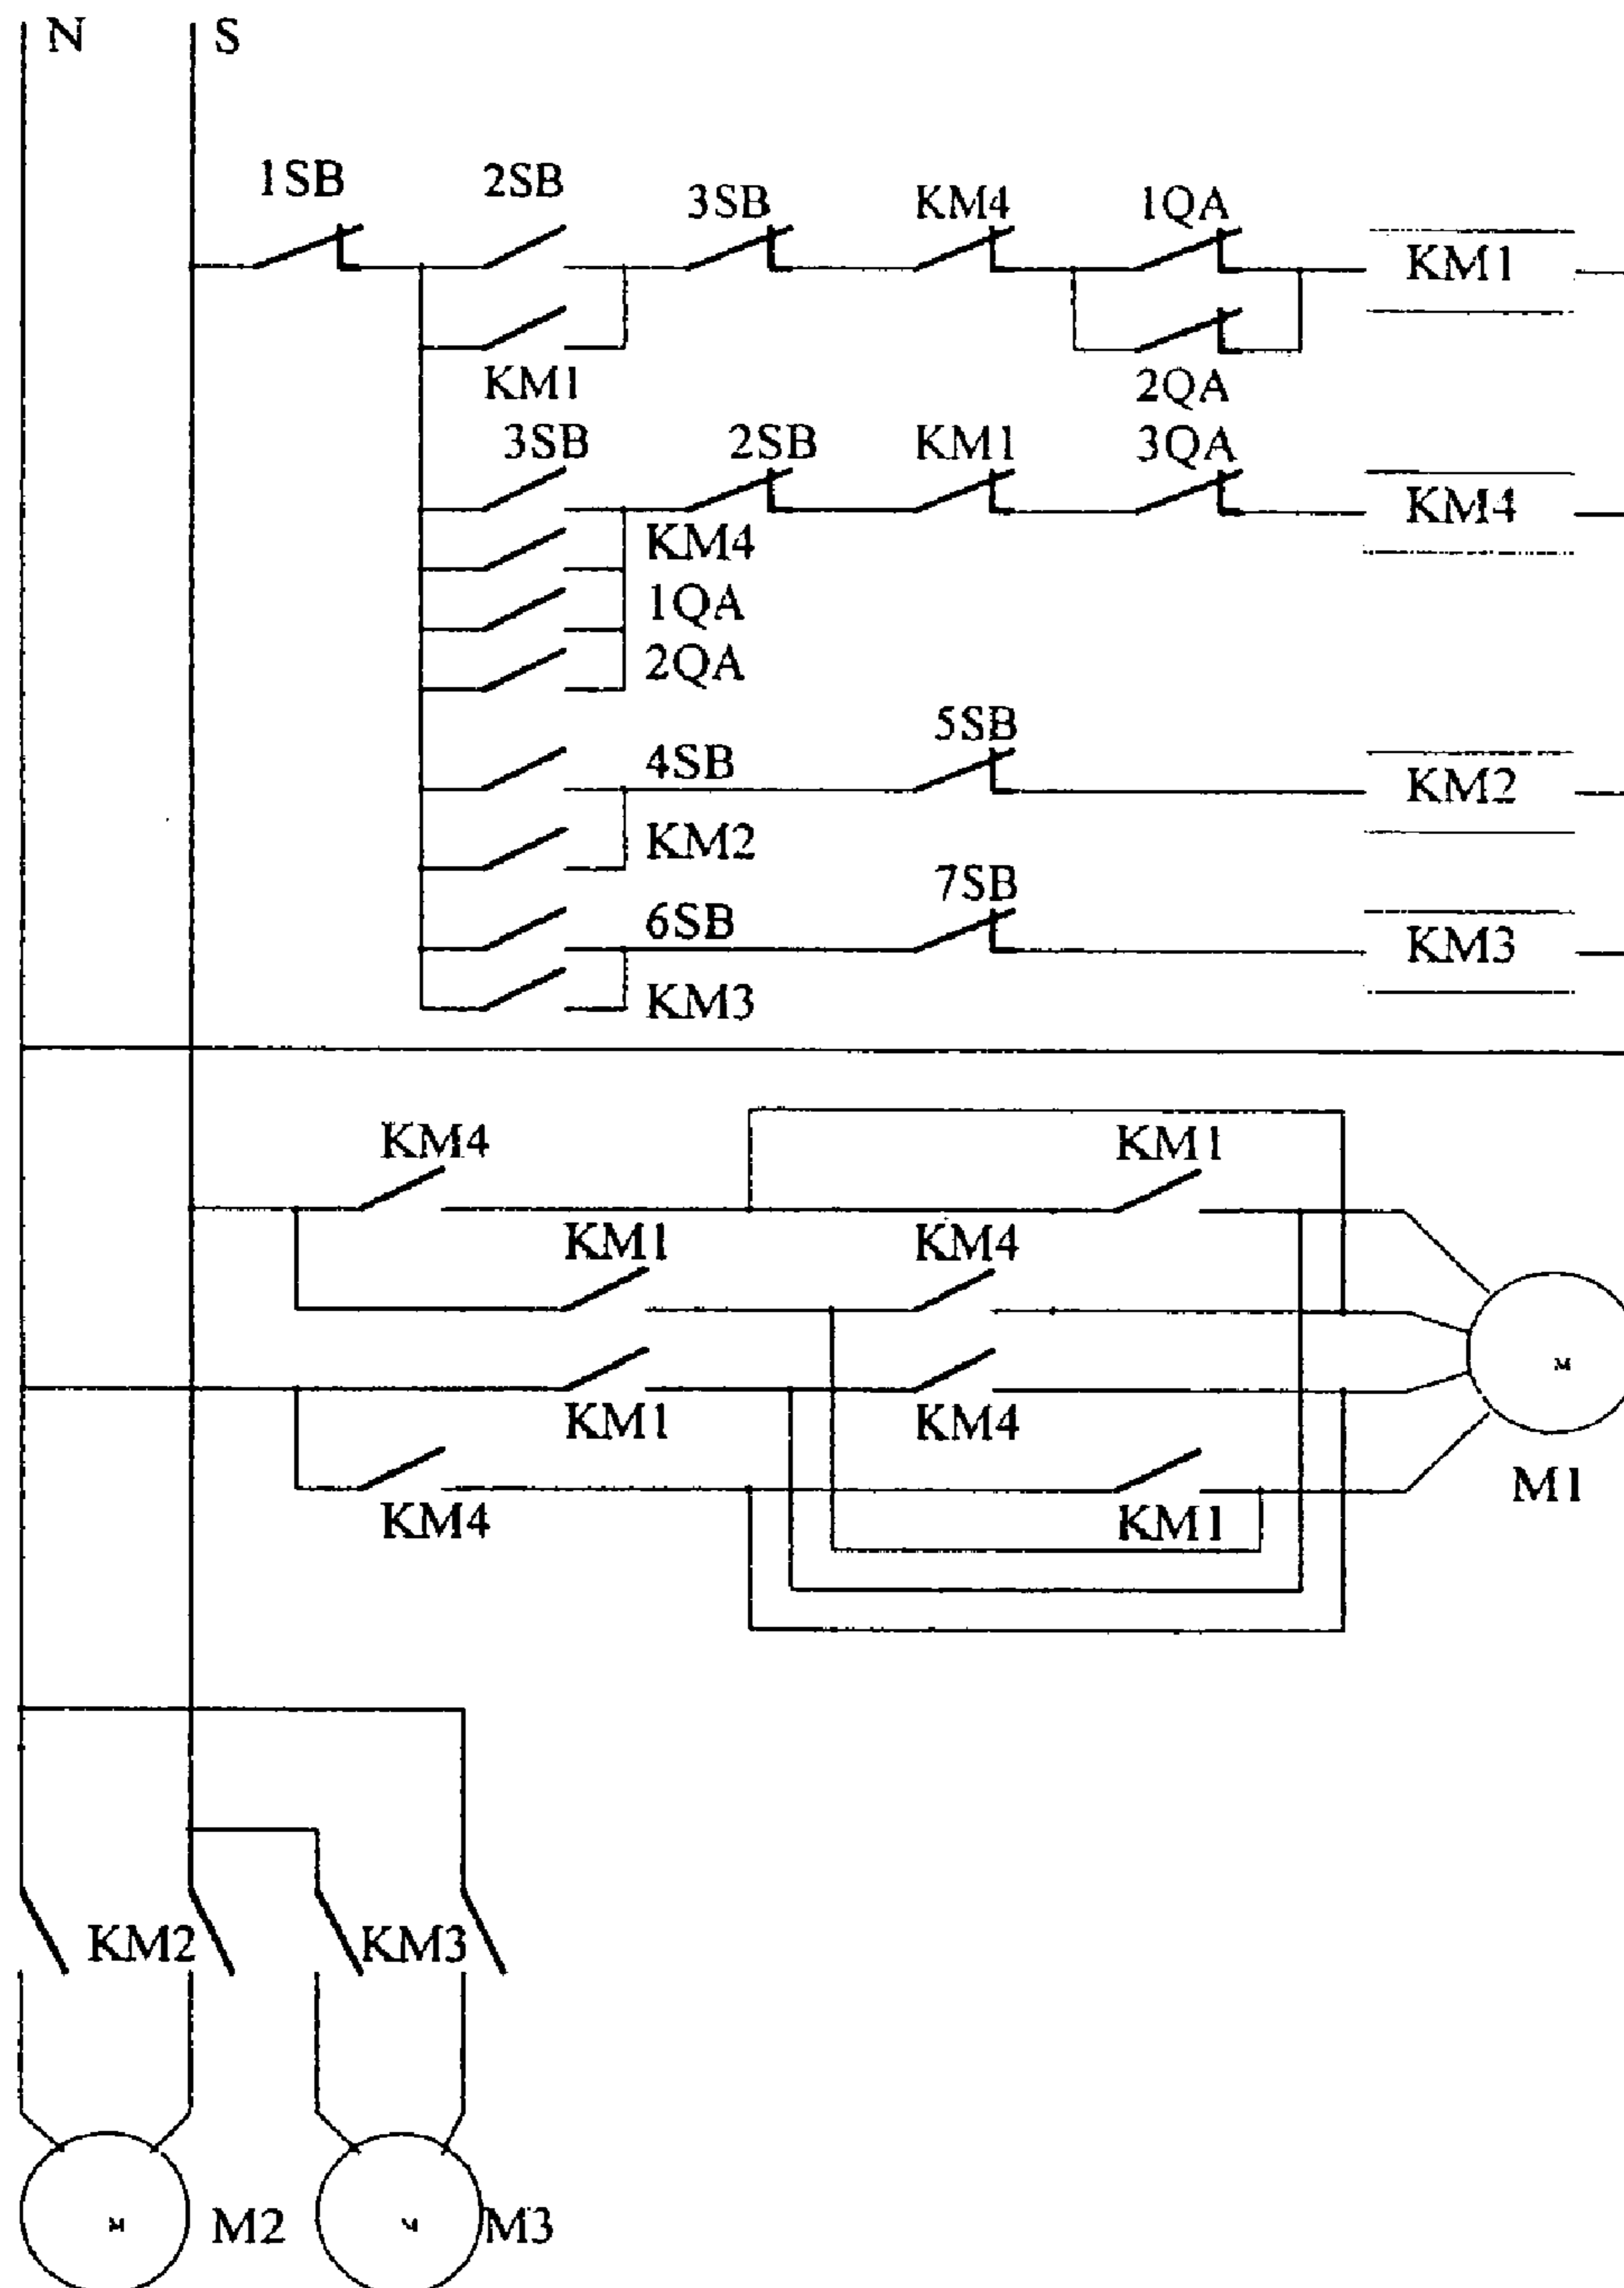 N S
1SB 2SB 3SB KM4 1QA KM1
KM1 2QA
3SB 2SB KM1 3QA KM4
KM4
1QA
2QA
4SB 5SB KM2
KM2
6SB 7SB KM3
KM3
KM4 KM1
KM1 KM4
M
KM1 KM4
M1
KM4 KM1
KM2 KM3
M M2 M M3